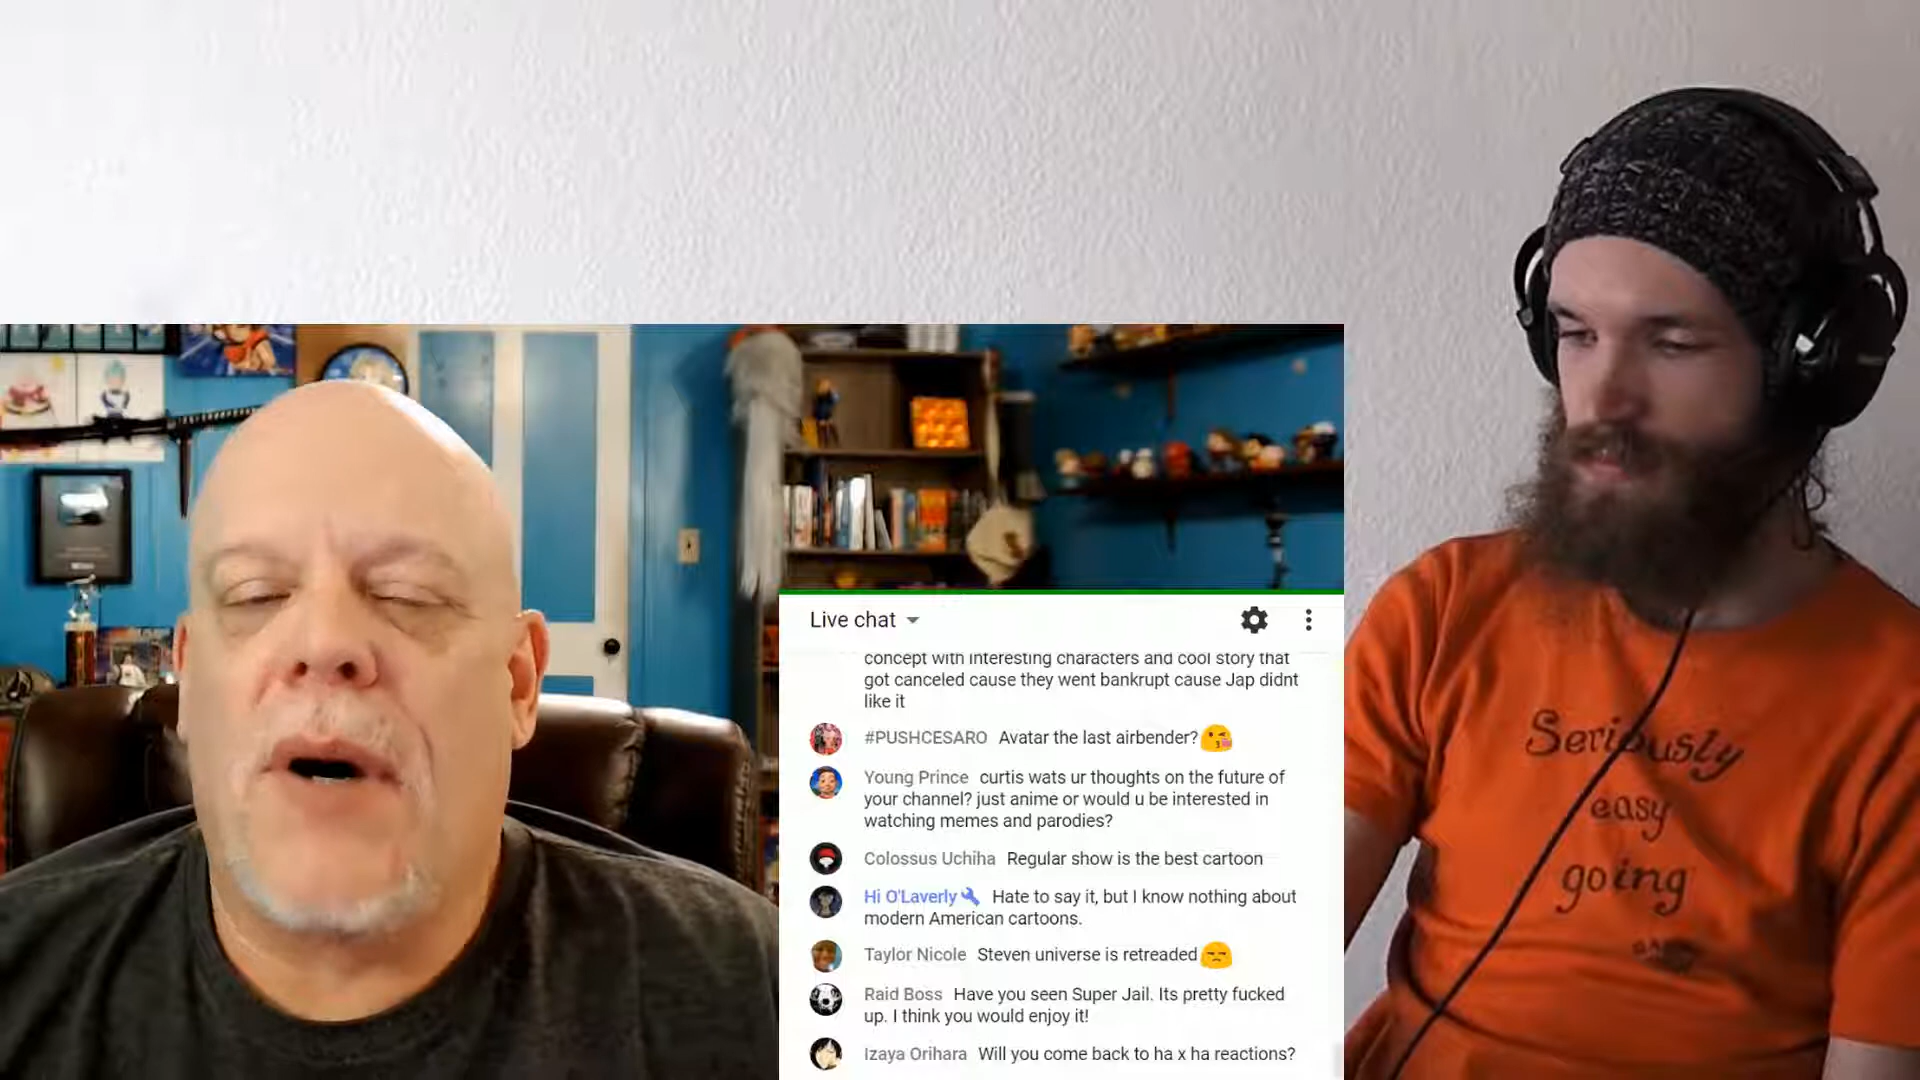 Live chat
concept with interesting characters and cool story that
got canceled cause they went bankrupt cause Jap didnt
like it
#PUSHCESARO Avatar the last airbender?
Young Prince curtis wats ur thoughts on the future of
your channel? just anime or would u be interested in
watching memes and parodies?
Colossus Uchiha Regular show is the best cartoon
Hi O'Laverly Hate to say it, but I know nothing about
modern American cartoons.
Taylor Nicole Steven universe is retreaded
Raid Boss Have you seen Super Jail. Its pretty fucked
up. I think you would enjoy it!
Izaya Orihara Will you come back to ha x ha reactions?
Seriously
easy
going